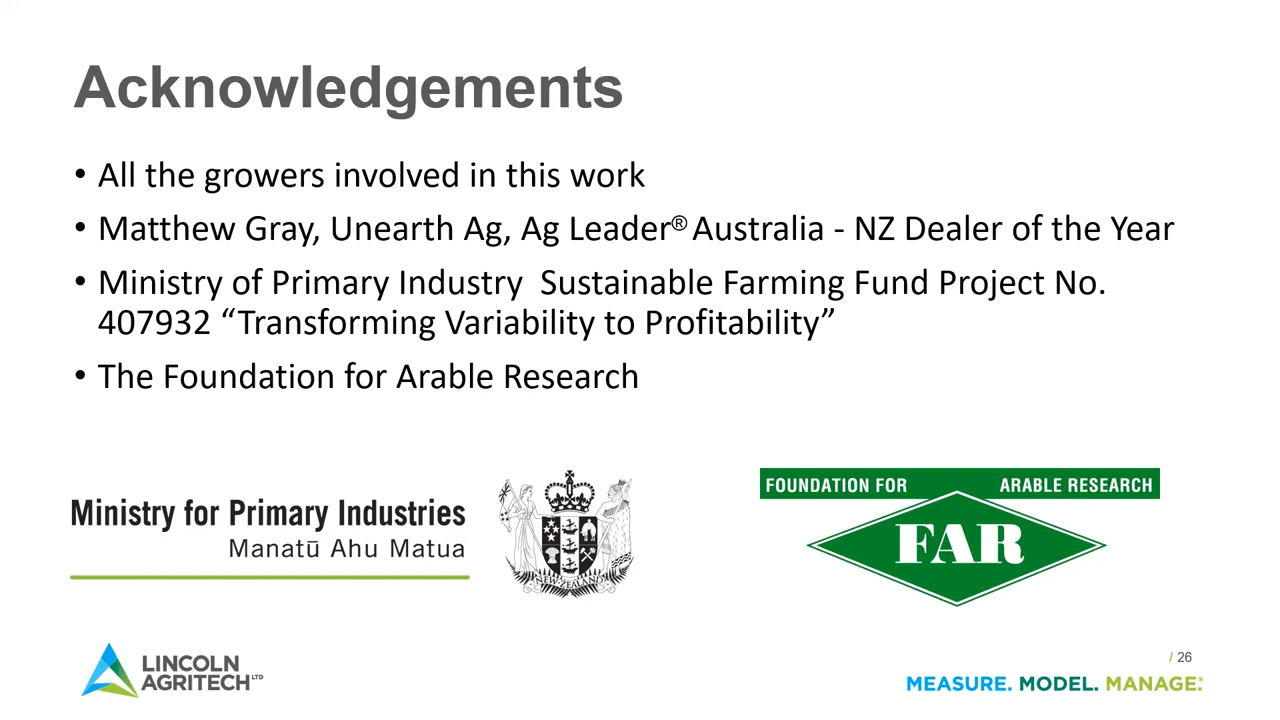 Acknowledgements
• All the growers involved in this work
• Matthew Gray, Unearth Ag, Ag Leader® Australia - NZ Dealer of the Year
• Ministry of Primary Industry  Sustainable Farming Fund Project No.
407932 “Transforming Variability to Profitability”
• The Foundation for Arable Research
Ministry for Primary Industries
Manatū Ahu Matua
NEW ZEALAND
FOUNDATION FOR ARABLE RESEARCH
FAR
LINCOLN
AGRITECH LTD
/ 26
MEASURE. MODEL. MANAGE.®